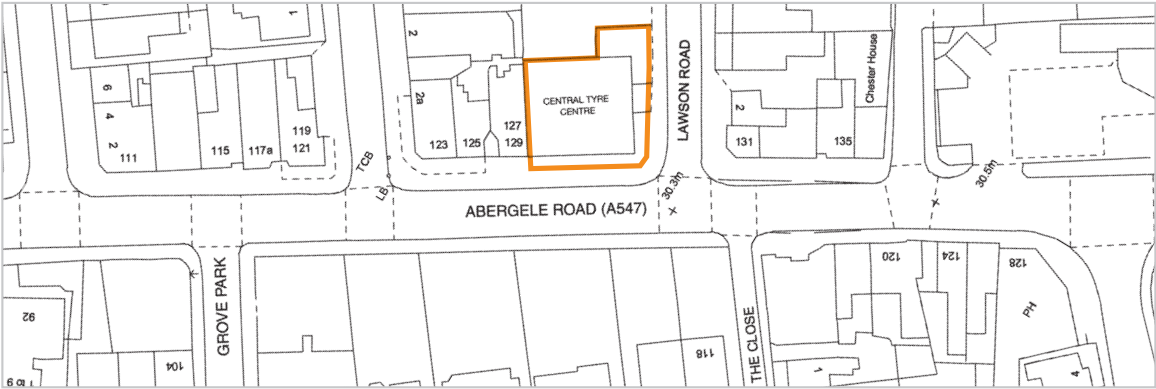 1
2
6
4
2
111
115
117a
119
121
2a
123
125
127
129
CENTRAL TYRE
CENTRE
LAWSON ROAD
2
131
135
Chester House
TCB
LB
30.3m
30.5m
ABERGELE ROAD (A547)
GROVE PARK
THE CLOSE
92
104
118
120
124
128
PH
1
4